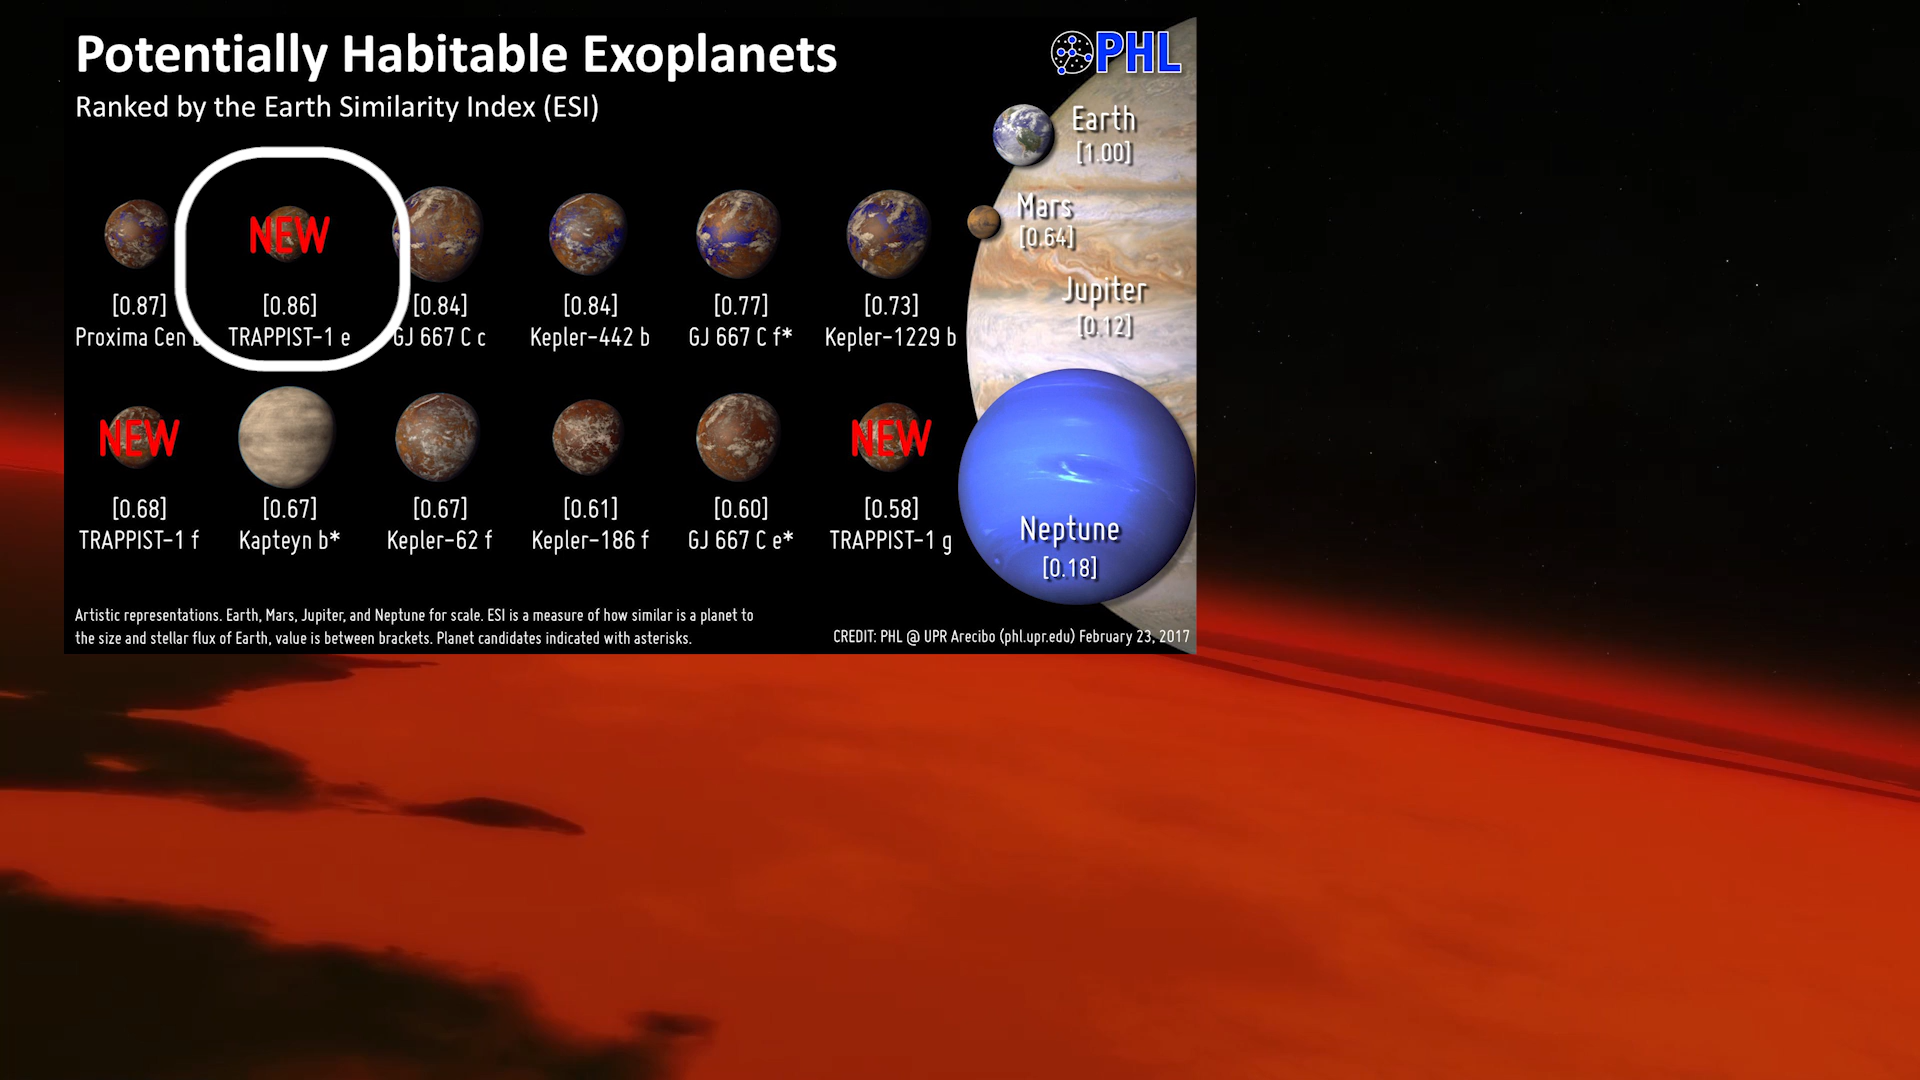 Potentially Habitable Exoplanets
Ranked by the Earth Similarity Index (ESI)
PHL
Earth
[1.00]
Mars
[0.64]
Jupiter
[0.12]
Neptune
[0.18]
NEW
[0.87] [0.86] [0.84] [0.84] [0.77] [0.73]
Proxima Cen TRAPPIST-1 e GJ 667 C c Kepler-442 b GJ 667 C f* Kepler-1229 b
NEW NEW
[0.68] [0.67] [0.67] [0.61] [0.60] [0.58]
TRAPPIST-1 f Kapteyn b* Kepler-62 f Kepler-186 f GJ 667 C e* TRAPPIST-1 g
Artistic representations. Earth, Mars, Jupiter, and Neptune for scale. ESI is a measure of how similar is a planet to
the size and stellar flux of Earth, value is between brackets. Planet candidates indicated with asterisks.
CREDIT: PHL @ UPR Arecibo (phl.upr.edu) February 23, 2017